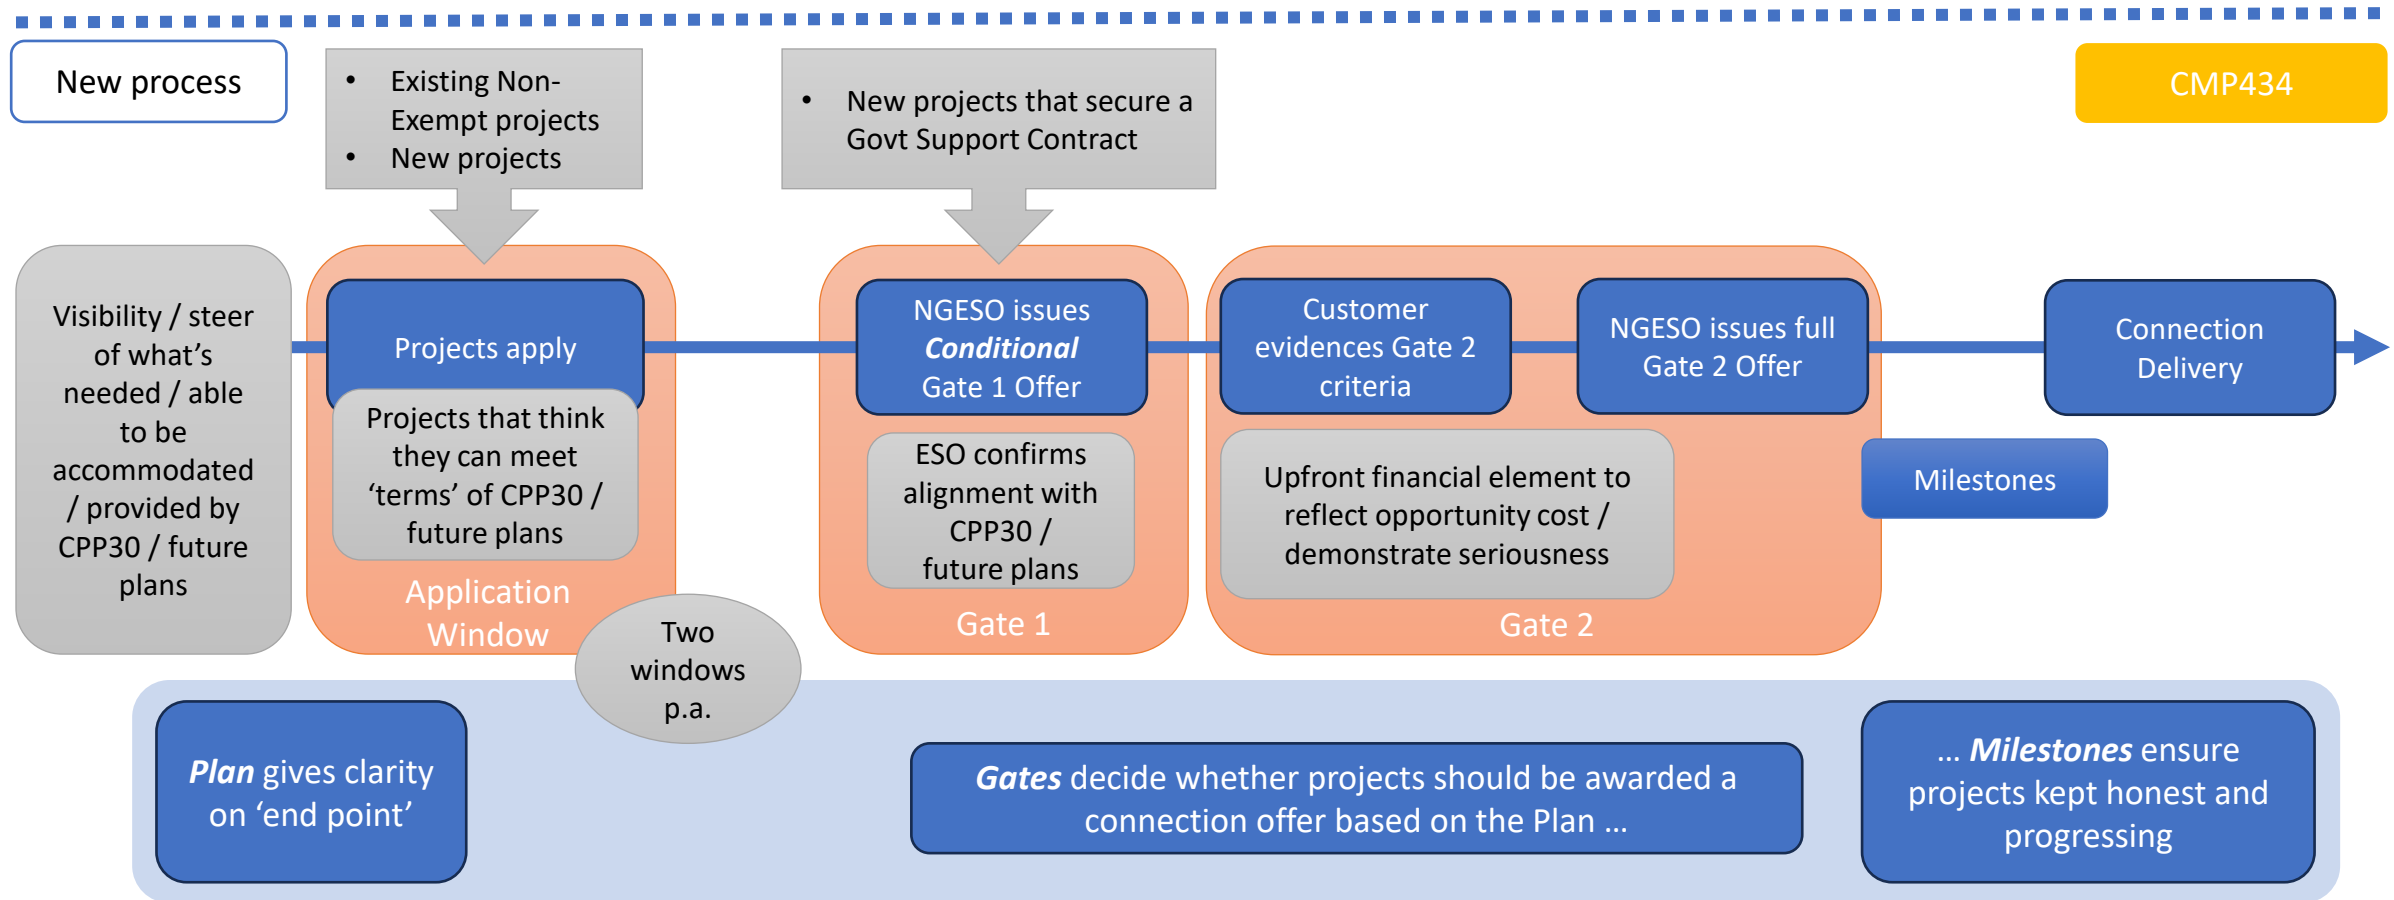 New process
• Existing Non-
Exempt projects
• New projects
• New projects that secure a
Govt Support Contract
CMP434
Visibility / steer
of what's
needed / able
to be
accommodated
/ provided by
CPP30 / future
plans
Projects apply
Projects that think
they can meet
‘terms’ of CPP30 /
future plans
Application
Window
Two
windows
p.a.
NGESO issues
Conditional
Gate 1 Offer
ESO confirms
alignment with
CPP30 /
future plans
Gate 1
Customer
evidences Gate 2
criteria
NGESO issues full
Gate 2 Offer
Upfront financial element to
reflect opportunity cost /
demonstrate seriousness
Gate 2
Connection
Delivery
Milestones
Plan gives clarity
on ‘end point’
Gates decide whether projects should be awarded a
connection offer based on the Plan ...
... Milestones ensure
projects kept honest and
progressing